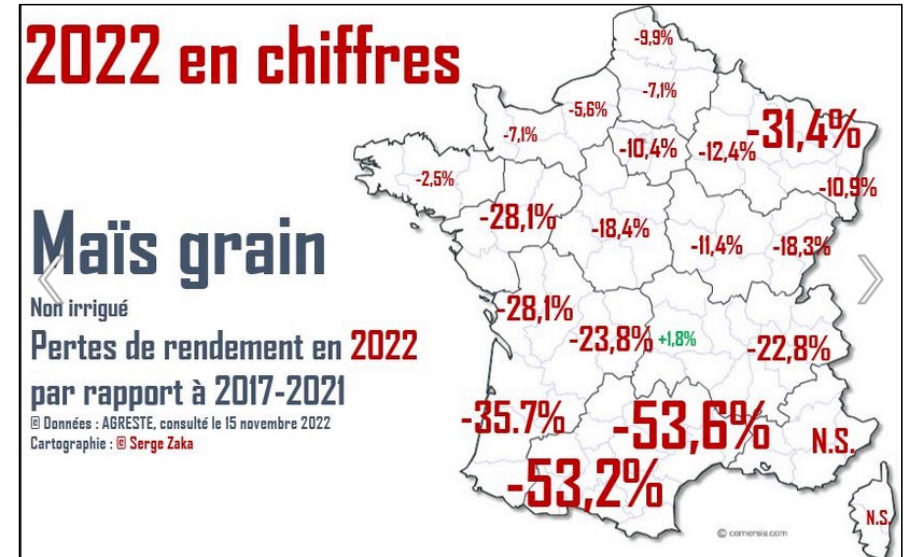 2022 en chiffres
Maïs grain
Non irrigué
Pertes de rendement en 2022
par rapport à 2017-2021
© Données : AGRESTE, consulté le 15 novembre 2022
Cartographie : © Serge Zaka
-9,9%
-7,1%
-5,6%
-7,1%
-31,4%
-10,4%
-12,4%
-2,5%
-10,9%
-28,1%
-18,4%
-11,4%
-18,3%
-28,1%
-23,8%
+1,8%
-22,8%
-35.7%
-53,6%
N.S.
-53,2%
N.S.
© comersis.com